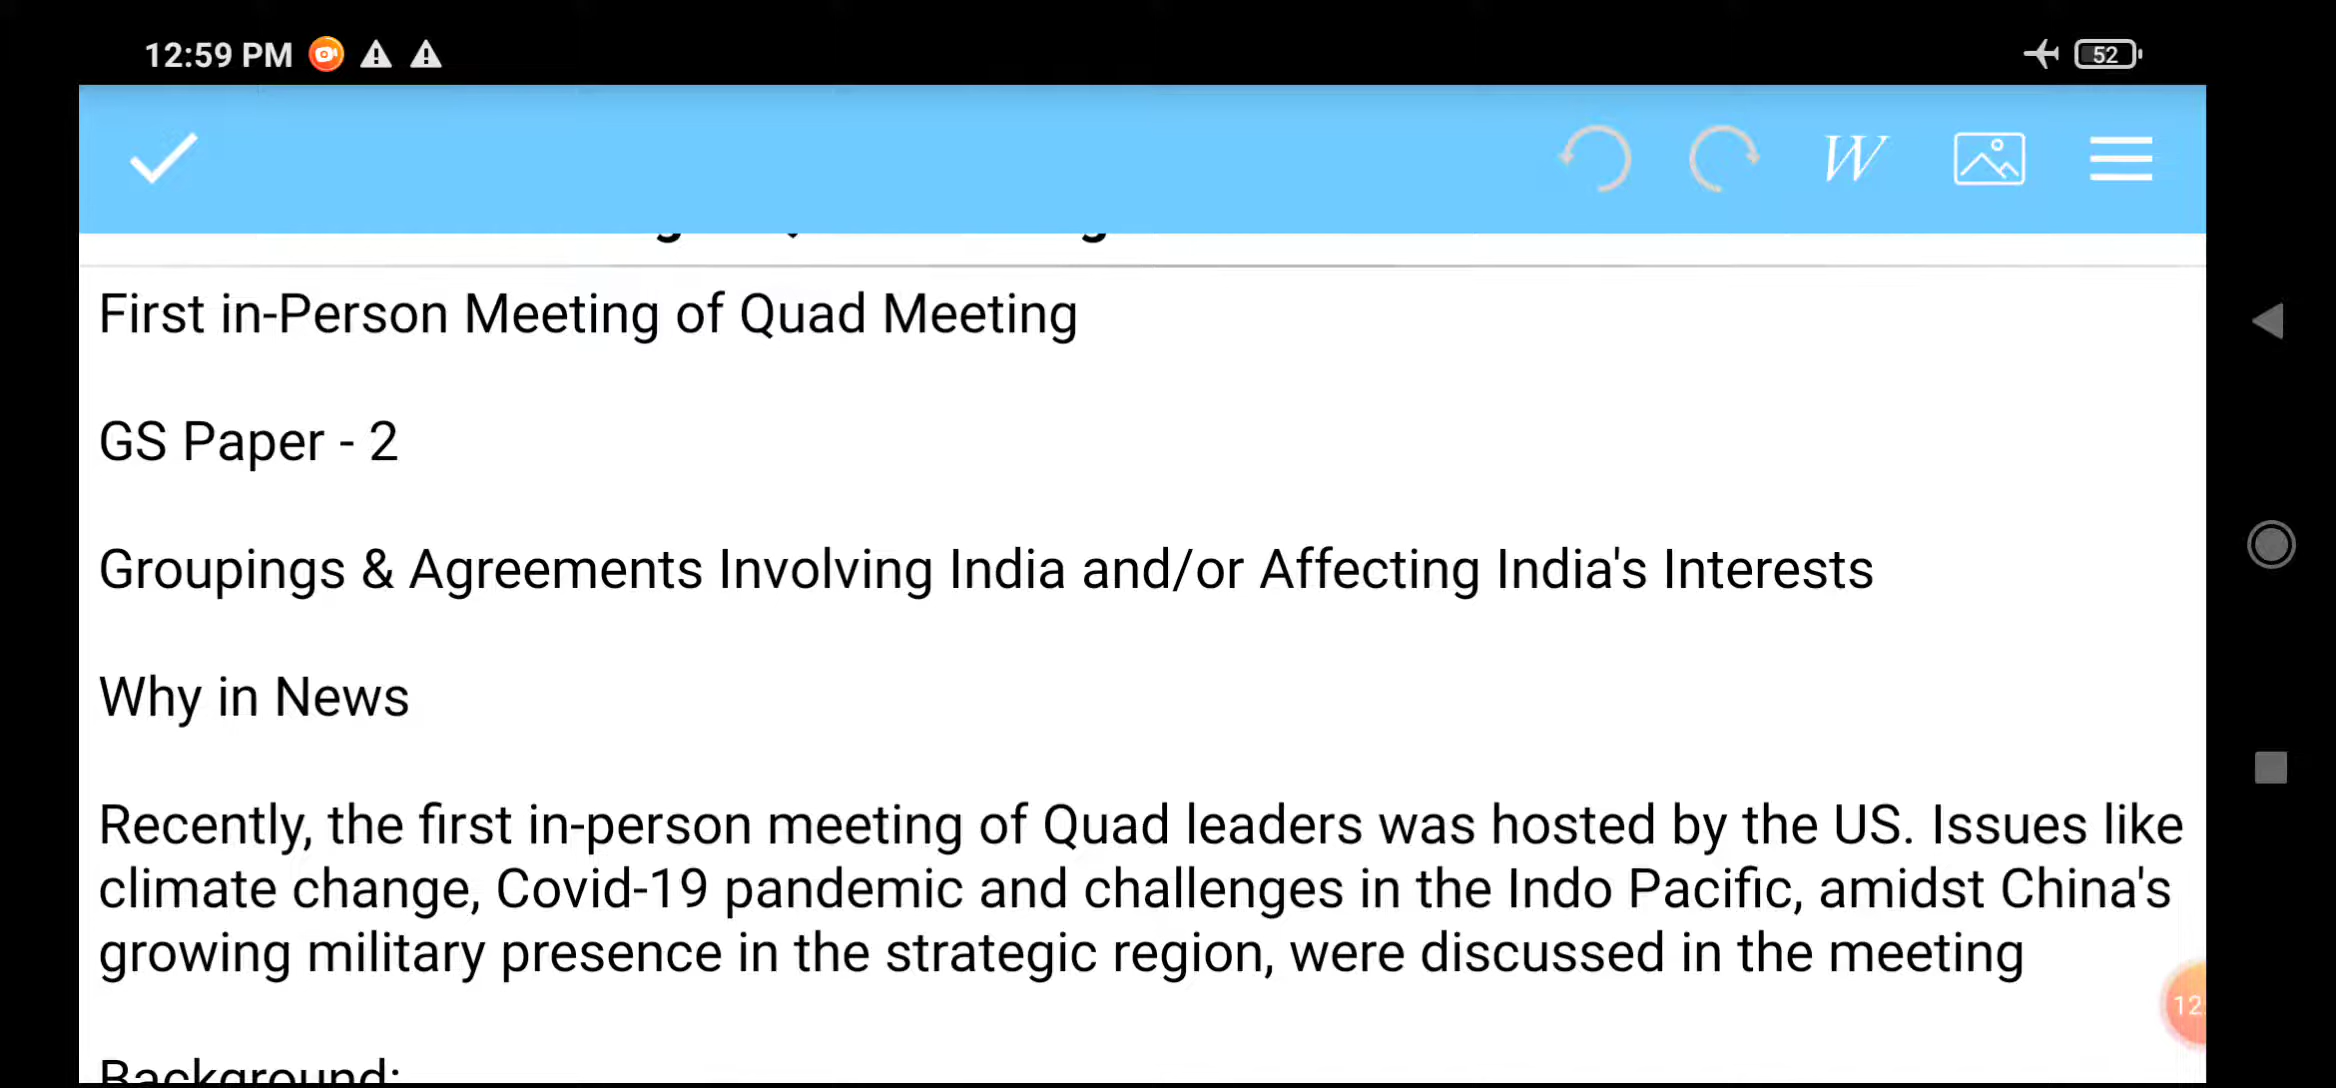 12:59 PM
52
W
First in-Person Meeting of Quad Meeting
GS Paper - 2
Groupings & Agreements Involving India and/or Affecting India's Interests
Why in News
Recently, the first in-person meeting of Quad leaders was hosted by the US. Issues like
climate change, Covid-19 pandemic and challenges in the Indo Pacific, amidst China's
growing military presence in the strategic region, were discussed in the meeting
12
Background: